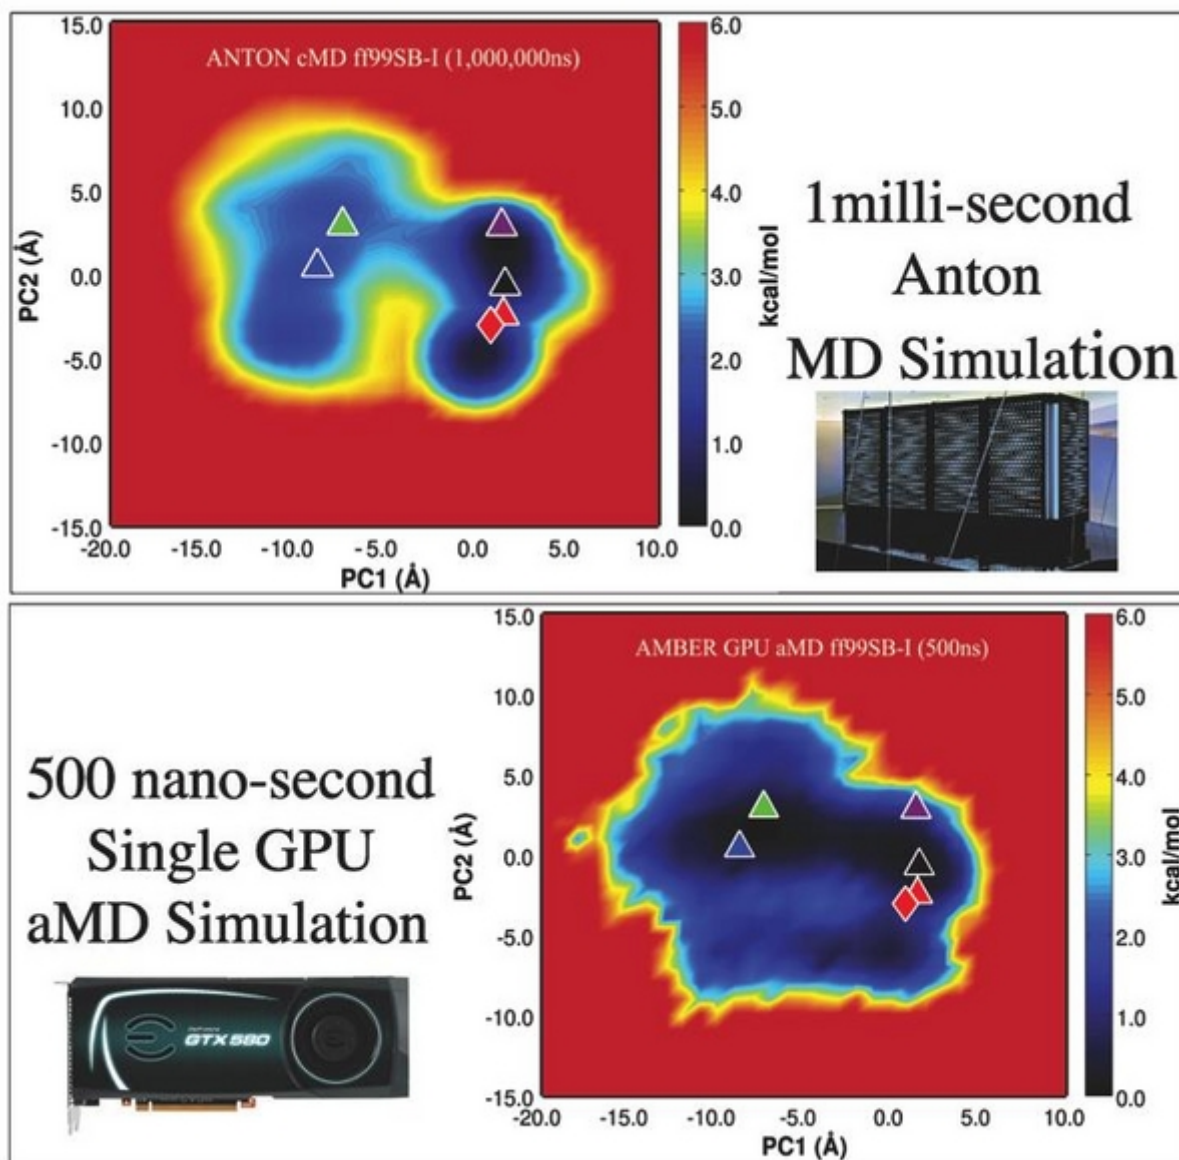 15.0
10.0
5.0
0.0
-5.0
-10.0
-15.0
PC2 (Å)
ANTON cMD ff99SB-I (1,000,000ns)
-20.0 -15.0 -10.0 -5.0 0.0 5.0 10.0
PC1 (Å)
6.0
5.0
4.0
3.0
2.0
1.0
0.0
kcal/mol
1milli-second
Anton
MD Simulation
500 nano-second
Single GPU
aMD Simulation
GTX 580
15.0
10.0
5.0
0.0
-5.0
-10.0
-15.0
PC2 (Å)
AMBER GPU aMD ff99SB-I (500ns)
-20.0 -15.0 -10.0 -5.0 0.0 5.0 10.0
PC1 (Å)
6.0
5.0
4.0
3.0
2.0
1.0
0.0
kcal/mol